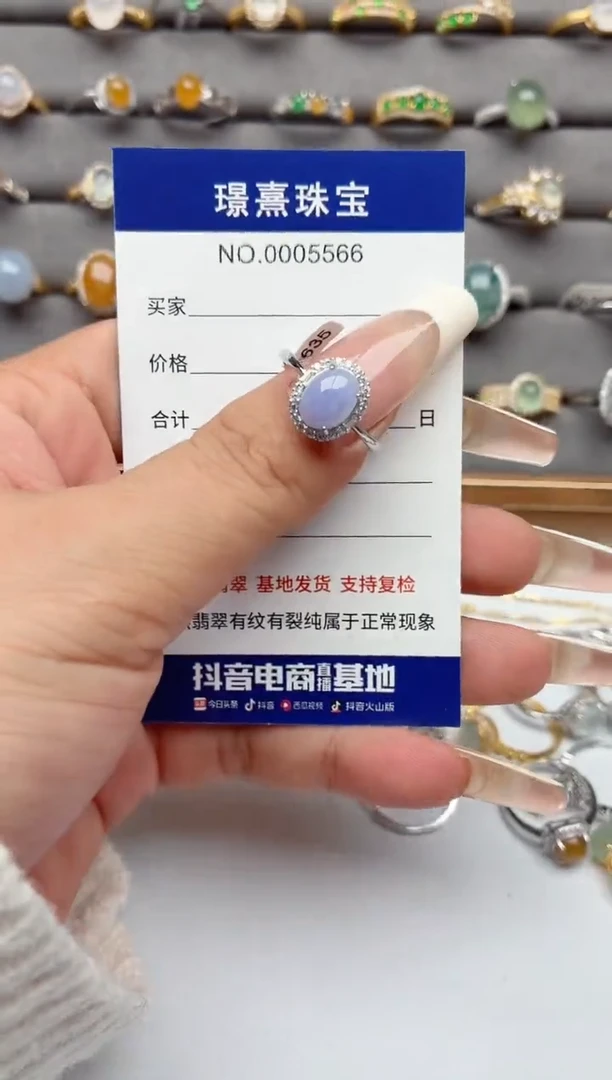 璟熹珠宝
NO.0005566
买家
价格
635
合计
日
翠 基地发货 支持复检
翡翠有纹有裂纯属于正常现象
抖音电商直播基地
今日头条 抖音 西瓜视频 抖音火山版